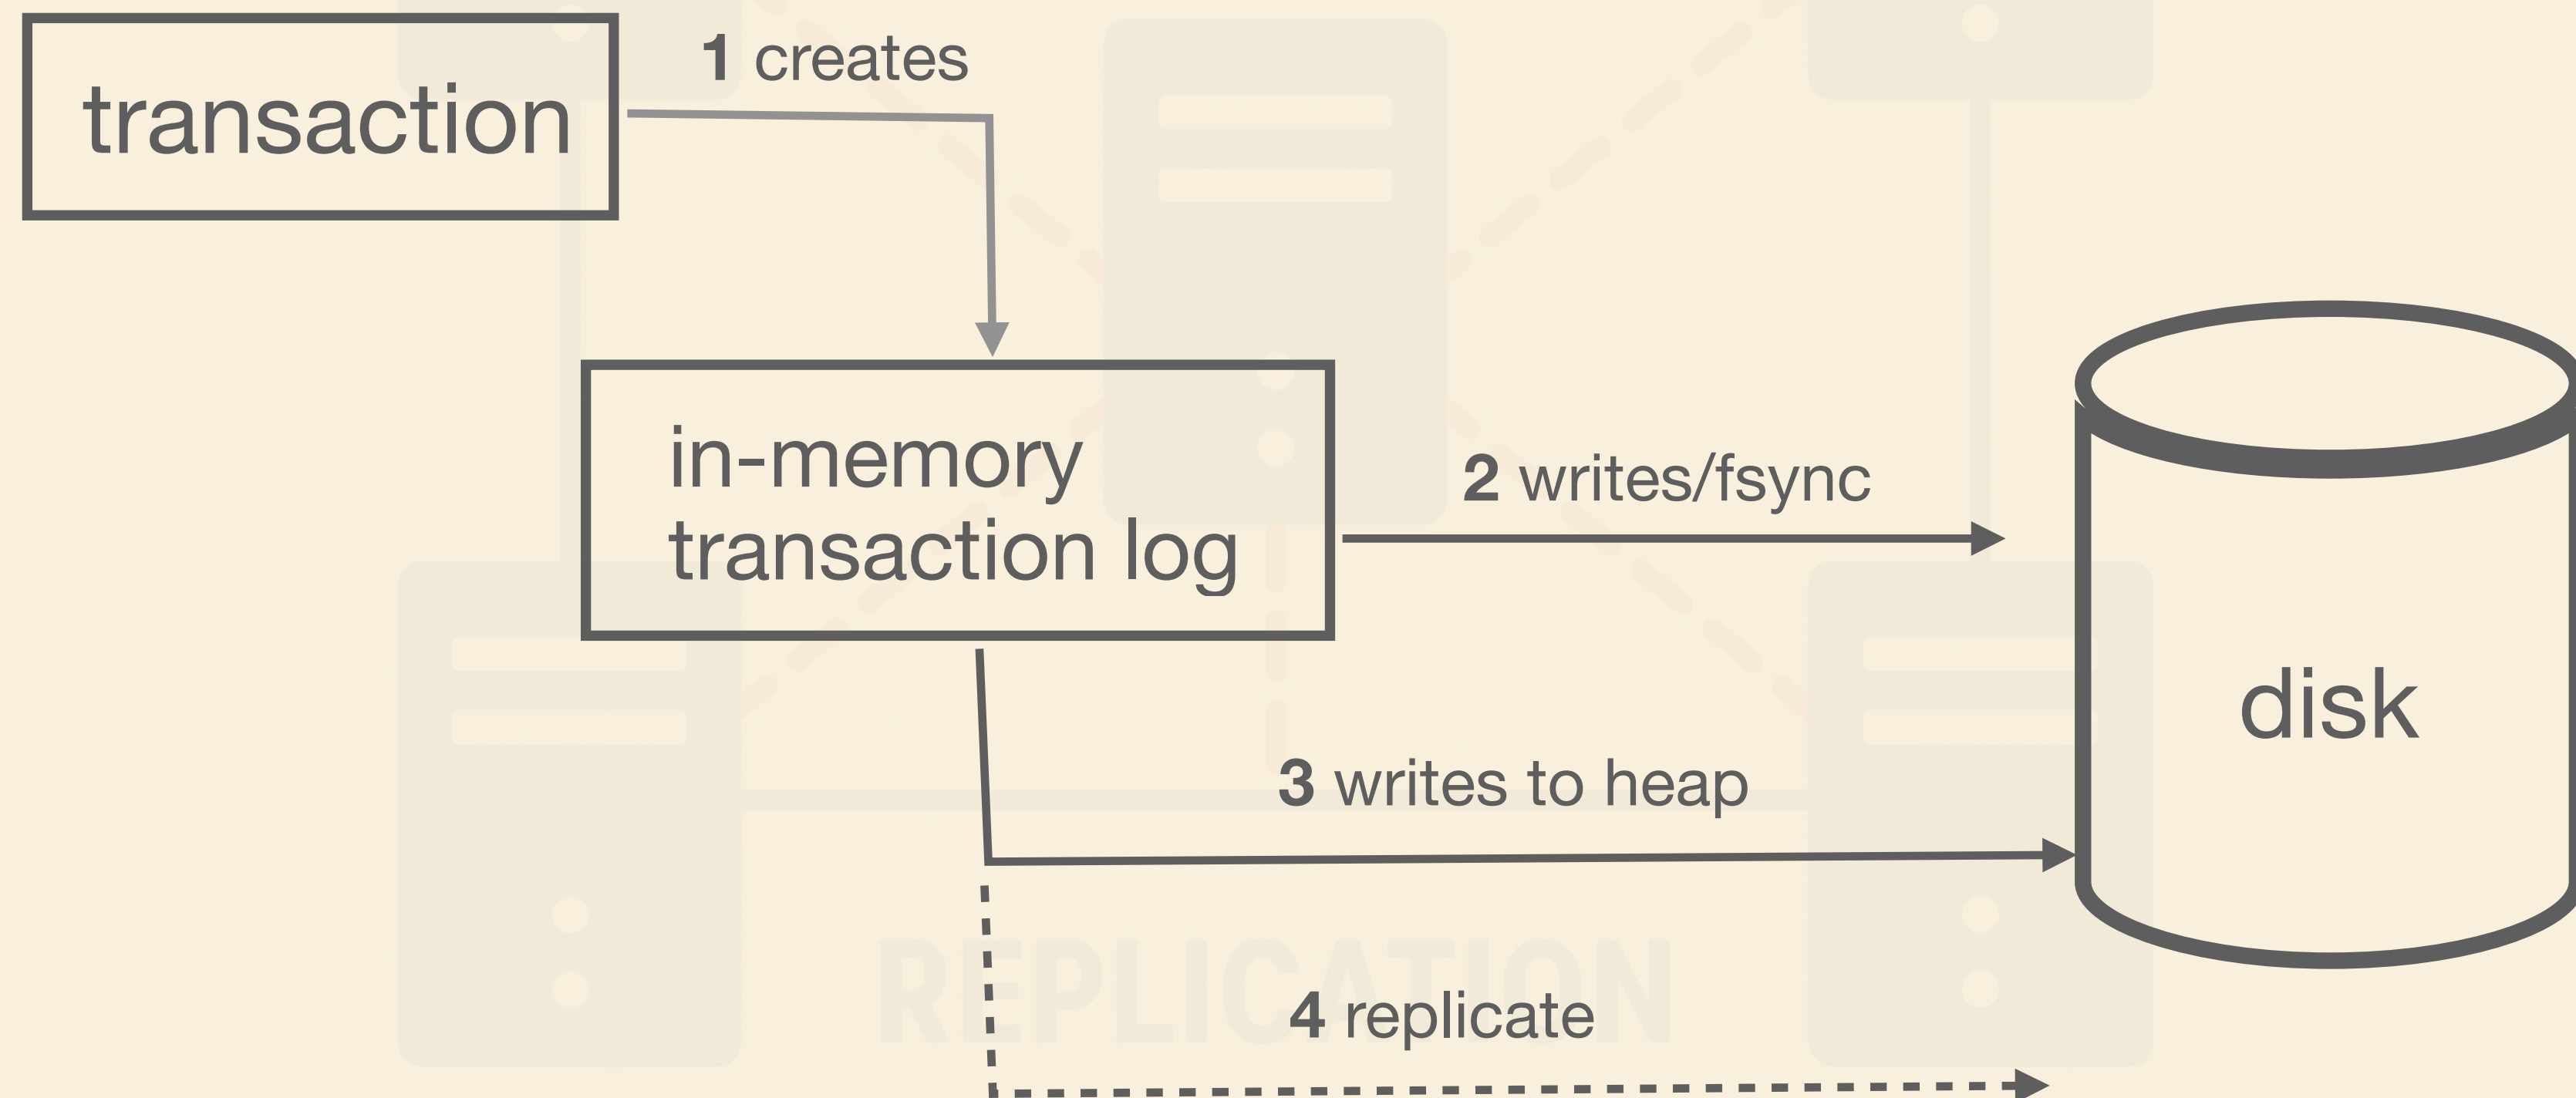 transaction
1 creates
in-memory
transaction log
2 writes/fsync
disk
3 writes to heap
REPLICATION
4 replicate